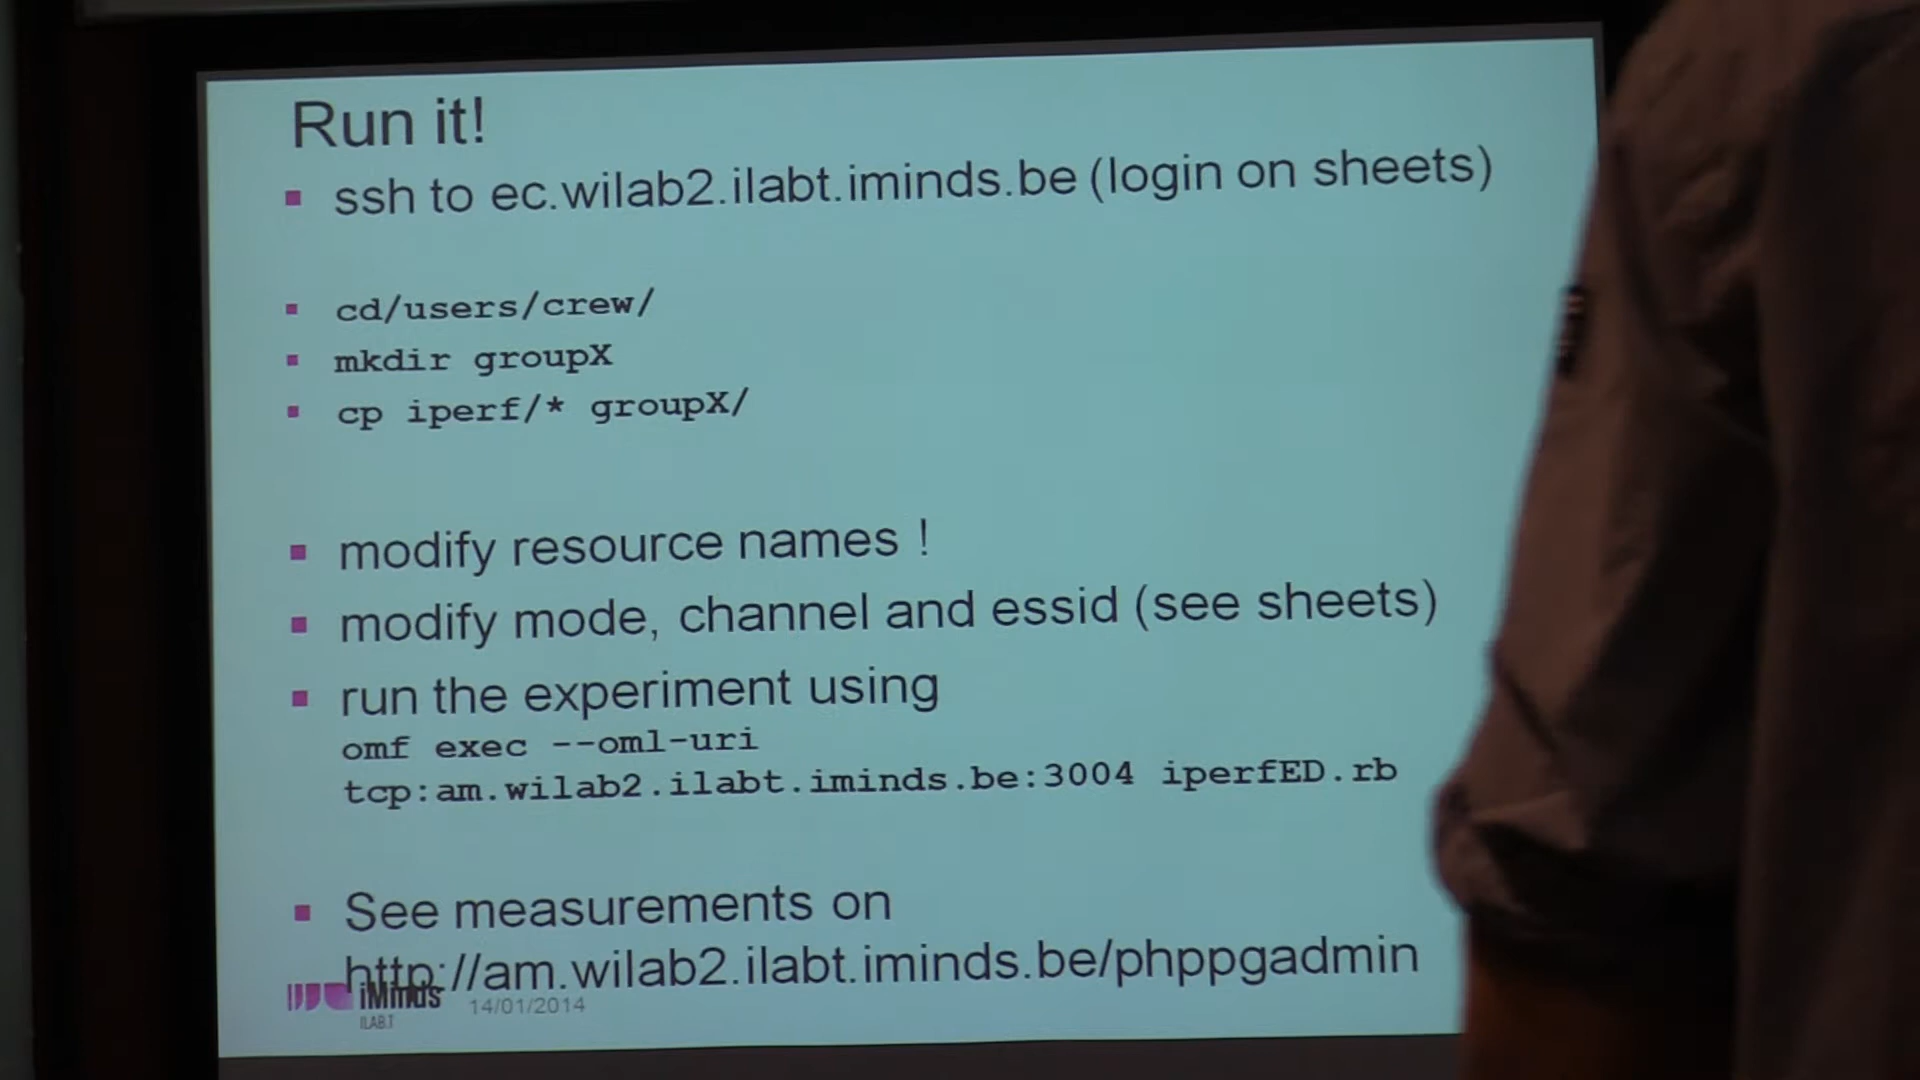 Run it!
ssh to ec.wilab2.ilabt.iminds.be (login on sheets)
cd/users/crew/
mkdir groupX
cp iperf/* groupX/
modify resource names !
modify mode, channel and essid (see sheets)
run the experiment using
omf exec --oml-uri
tcp:am.wilab2.ilabt.iminds.be:3004 iperfED.rb
See measurements on
http://am.wilab2.ilabt.iminds.be/phppgadmin
iMinds
14/01/2014
ILAB.T